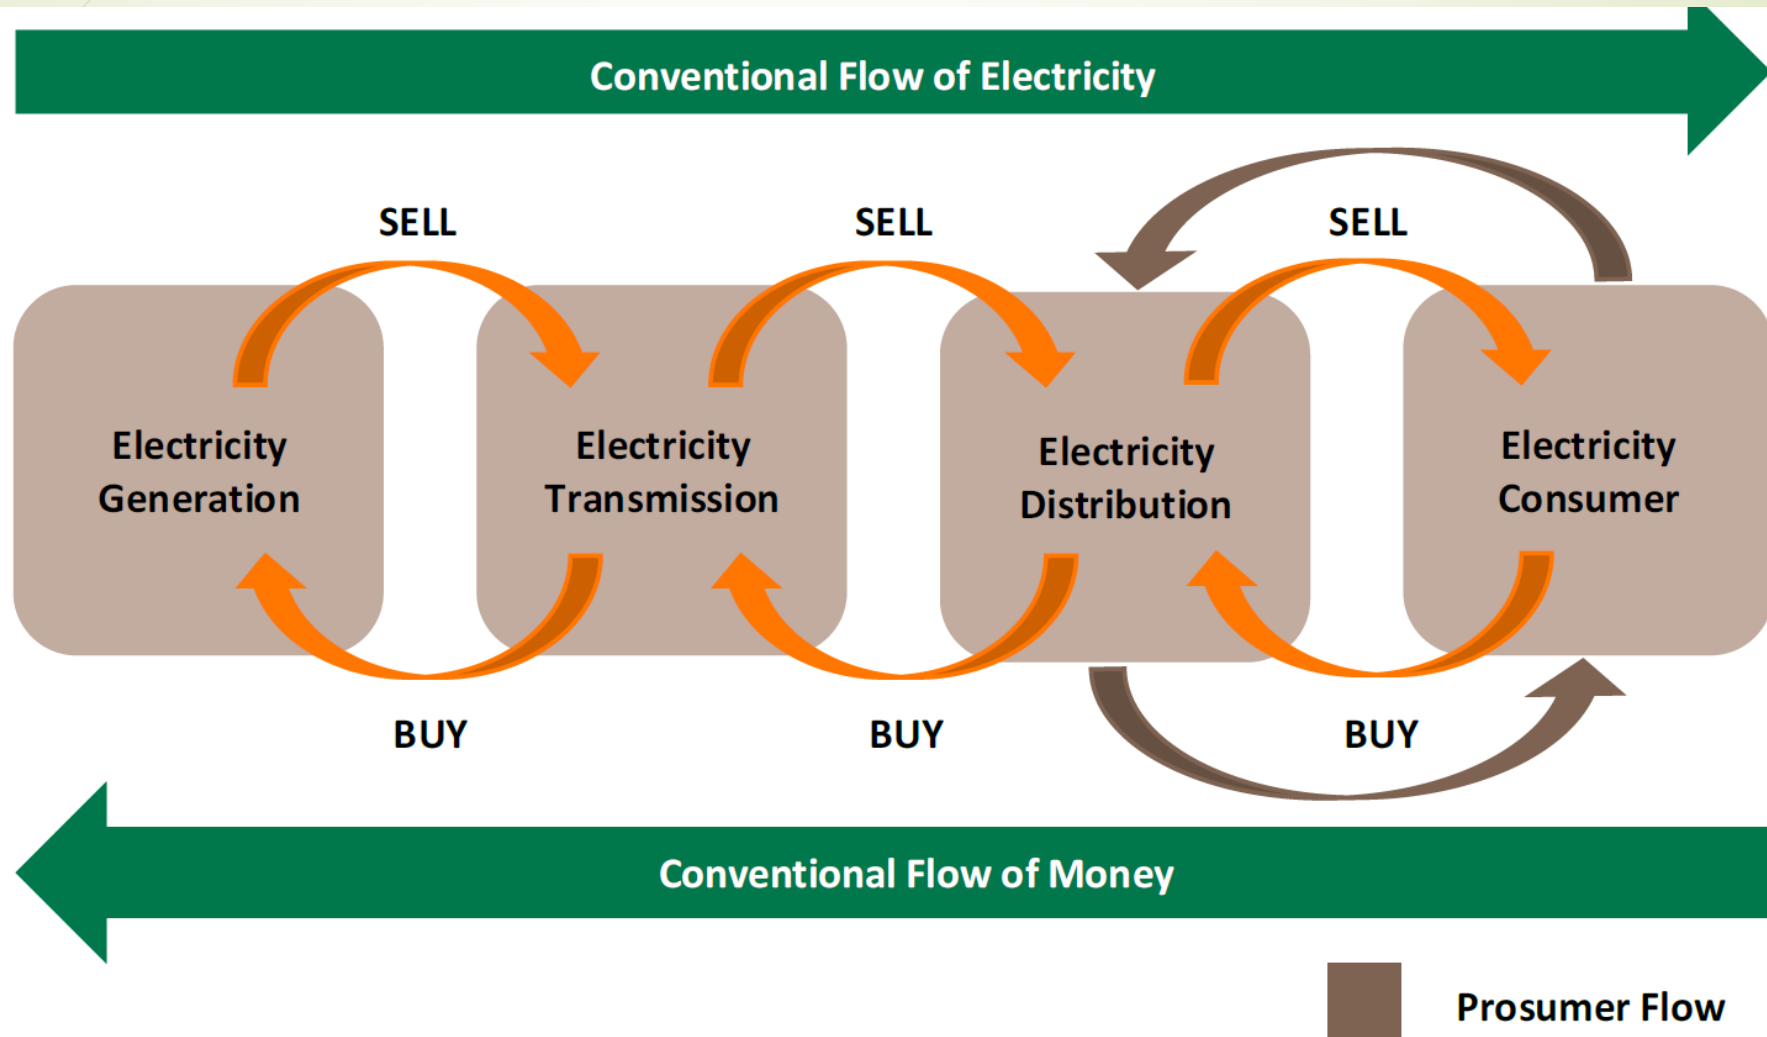 Conventional Flow of Electricity
SELL
SELL
SELL
Electricity
Generation
Electricity
Transmission
Electricity
Distribution
Electricity
Consumer
BUY
BUY
BUY
Conventional Flow of Money
Prosumer Flow